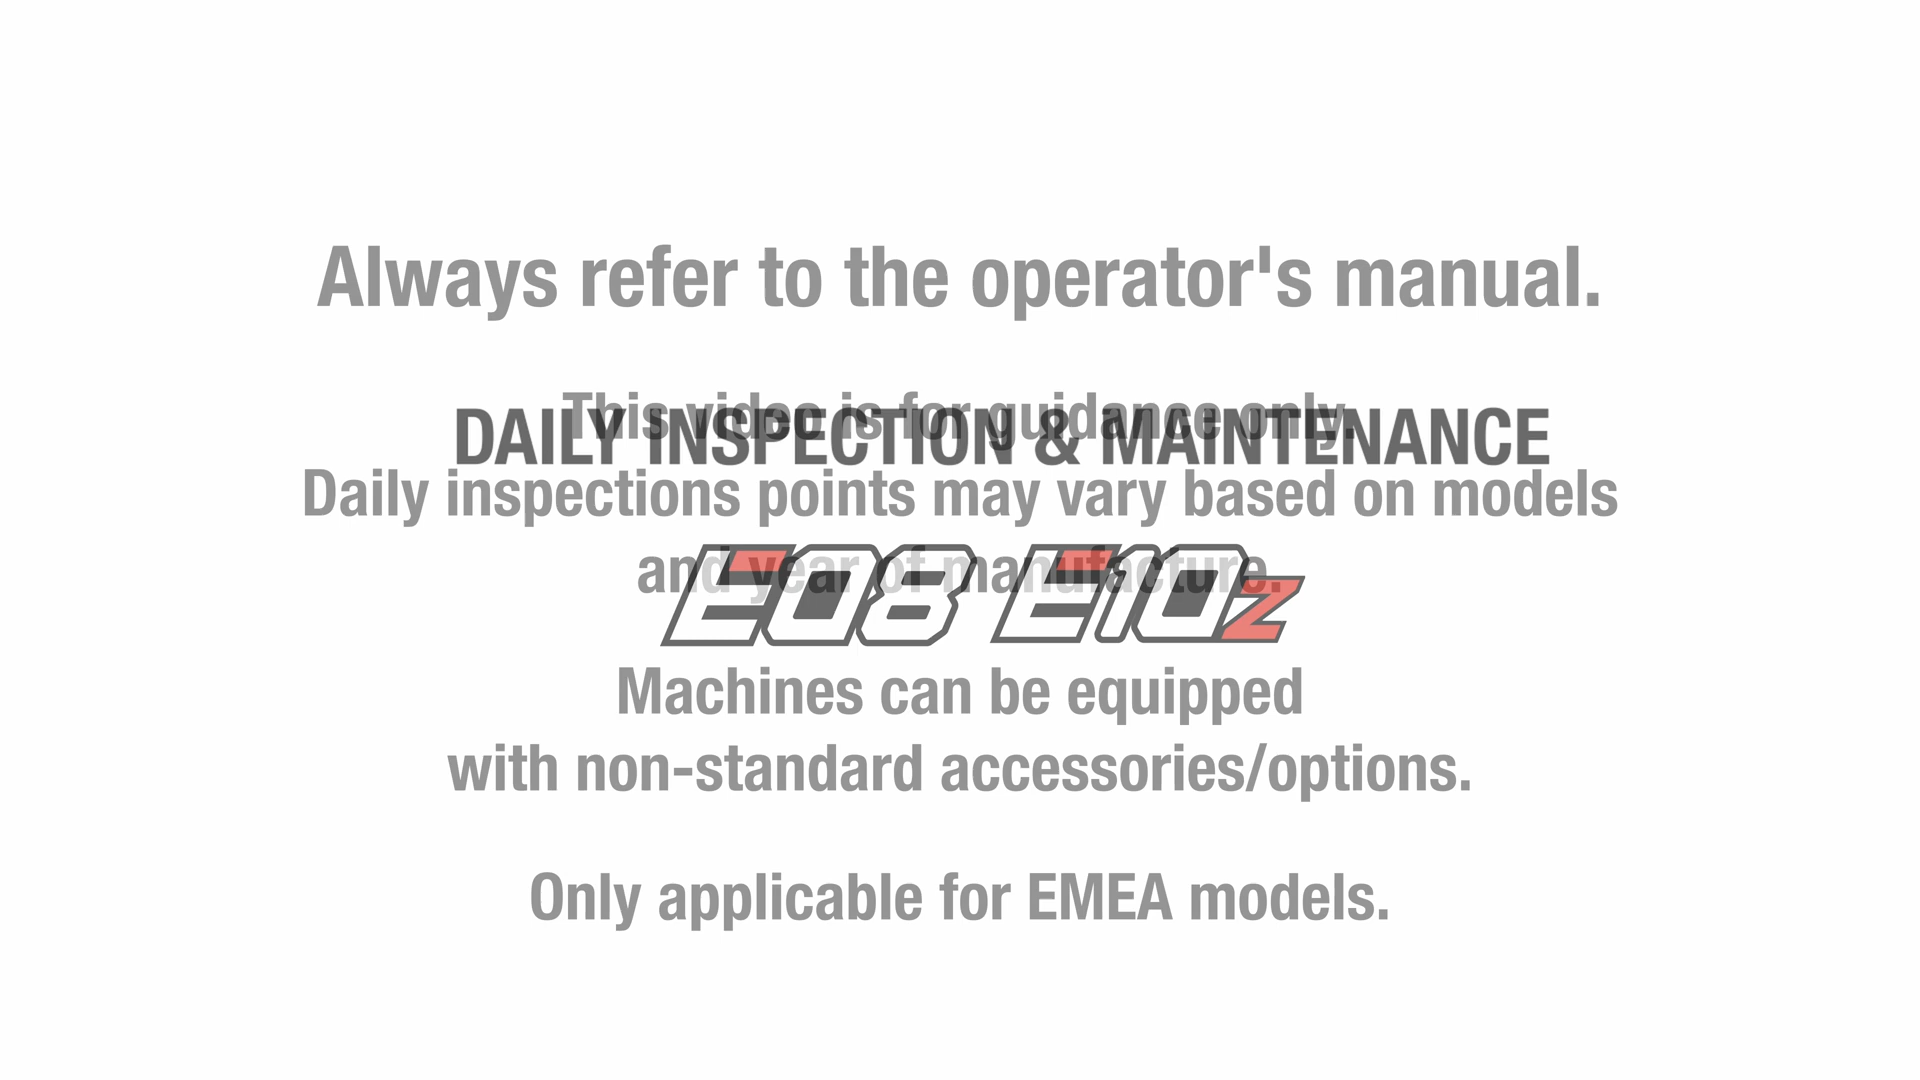 Always refer to the operator's manual.
This video is for guidance only.
DAILY INSPECTION & MAINTENANCE
Daily inspections points may vary based on models
and year of manufacture.
E08 E10z
Machines can be equipped
with non-standard accessories/options.
Only applicable for EMEA models.